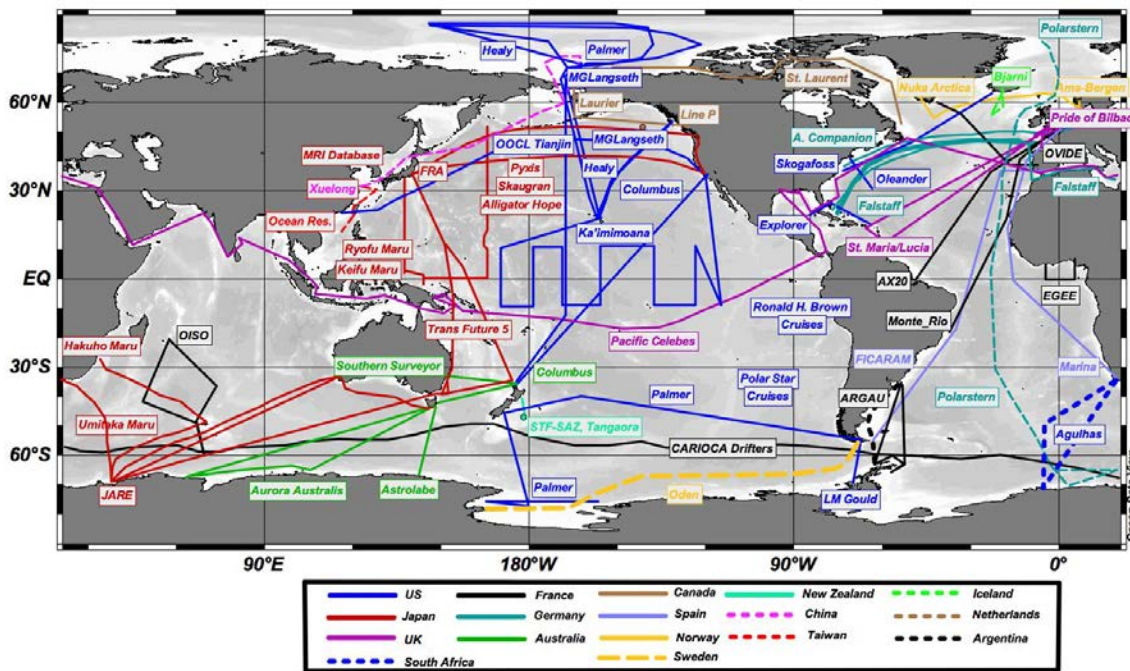 Polarstern
Healy
Palmer
MGLangseth
St. Laurent
Nuka Arctica
Bjarni
Ams-Bergen
60°N
Laurier
Line P
Pride of Bilbao
A. Companion
OOCL Tianjin
MGLangseth
MRI Database
Skogafoss
OVIDE
FRA
Pyxis
Healy
Oleander
Xuelong
Skaugran
Columbus
Falstaff
30°N
Alligator Hope
Falstaff
Ocean Res.
Explorer
Ka'imimoana
Ryofu Maru
St. Maria/Lucia
Keifu Maru
EQ
AX20
EGEE
Ronald H. Brown
Cruises
Monte_Rio
OISO
Trans Future 5
Hakuho Maru
Pacific Celebes
30°S
Southern Surveyor
Columbus
FICARAM
Marina
Polar Star
Cruises
Palmer
ARGAU
Polarstern
Umitaka Maru
STF-SAZ, Tangaora
Agulhas
CARIOCA Drifters
60°S
JARE
Aurora Australis
Astrolabe
Palmer
Oden
LM Gould
90°E
180°W
90°W
0°
US
France
Canada
New Zealand
Iceland
Japan
Germany
Spain
China
Netherlands
UK
Australia
Norway
Taiwan
Argentina
South Africa
Sweden